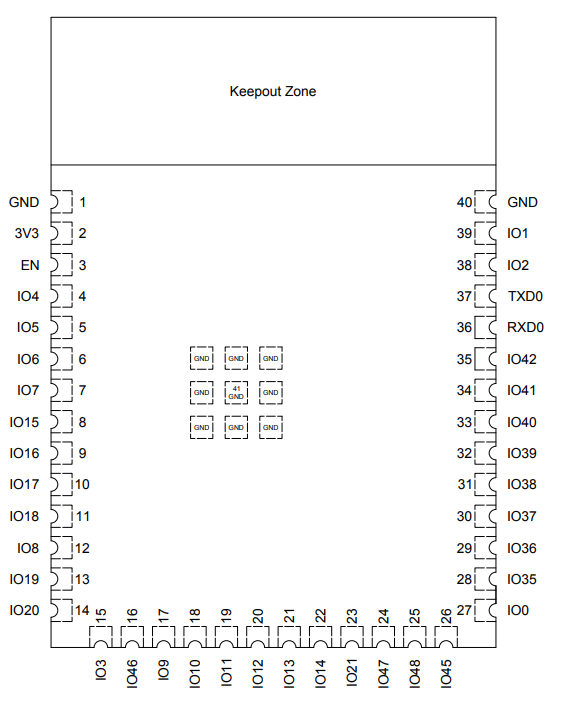 Keepout Zone
GND 1 40 GND
3V3 2 39 IO1
EN 3 38 IO2
IO4 4 37 TXD0
IO5 5 36 RXD0
IO6 6 GND GND GND 35 IO42
IO7 7 GND 41 GND GND 34 IO41
IO15 8 GND GND GND 33 IO40
IO16 9 32 IO39
IO17 10 31 IO38
IO18 11 30 IO37
IO8 12 29 IO36
IO19 13 28 IO35
IO20 14 27 IO0
15 16 17 18 19 20 21 22 23 24 25 26
IO3 IO46 IO9 IO10 IO11 IO12 IO13 IO14 IO21 IO47 IO48 IO45